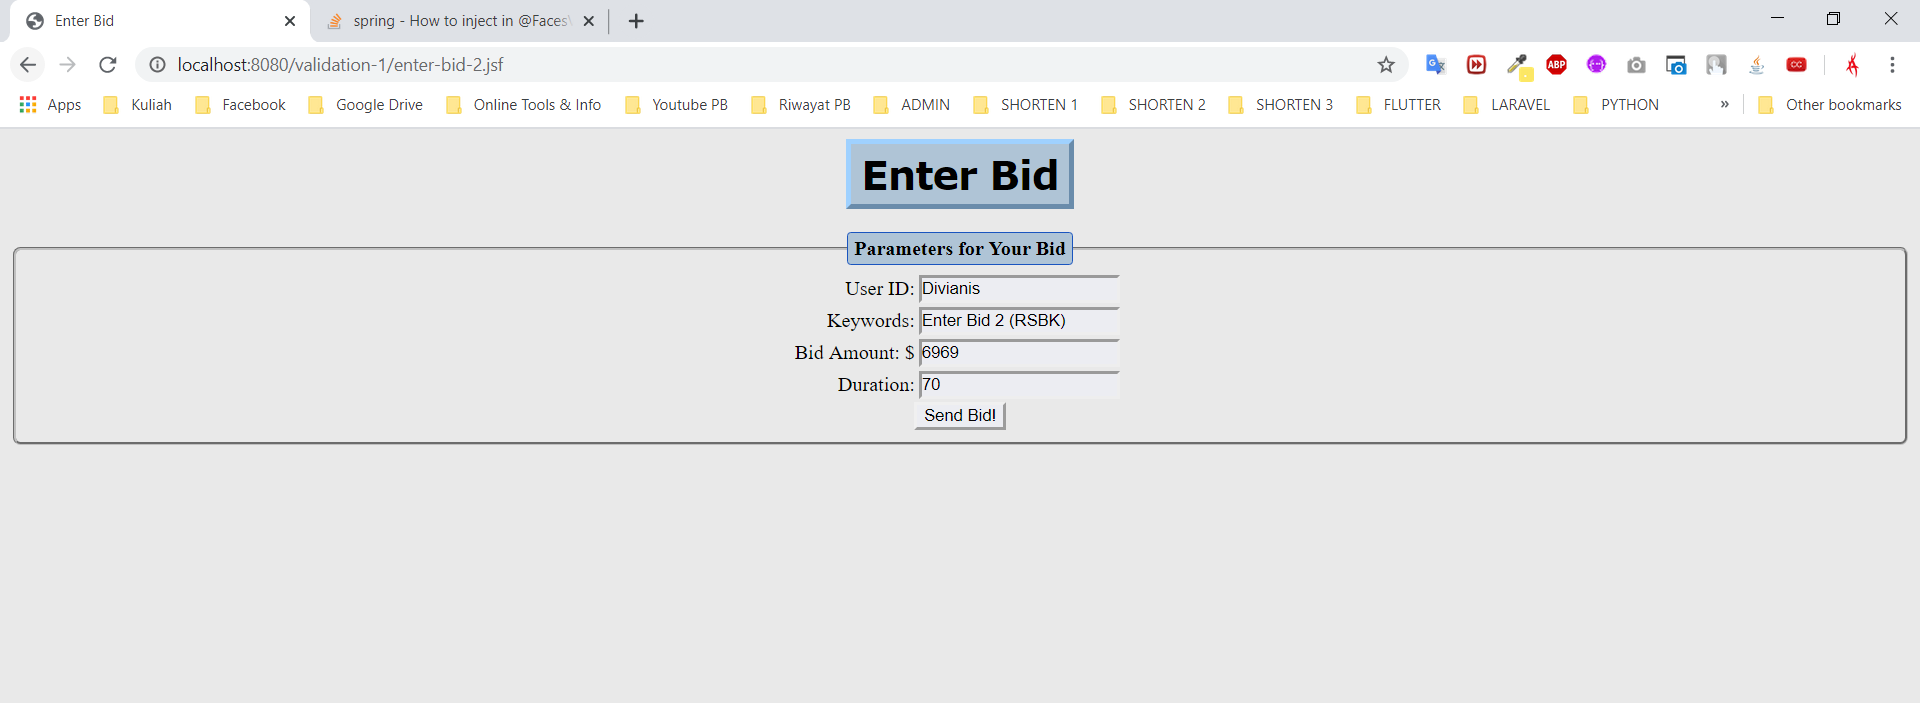 Enter Bid
spring - How to inject in @Faces
localhost:8080/validation-1/enter-bid-2.jsf
ABP
CC
Apps Kuliah Facebook Google Drive Online Tools & Info Youtube PB Riwayat PB ADMIN SHORTEN 1 SHORTEN 2 SHORTEN 3 FLUTTER LARAVEL PYTHON » Other bookmarks
Enter Bid
Parameters for Your Bid
User ID: Divianis
Keywords: Enter Bid 2 (RSBK)
Bid Amount: $ 6969
Duration: 70
Send Bid!